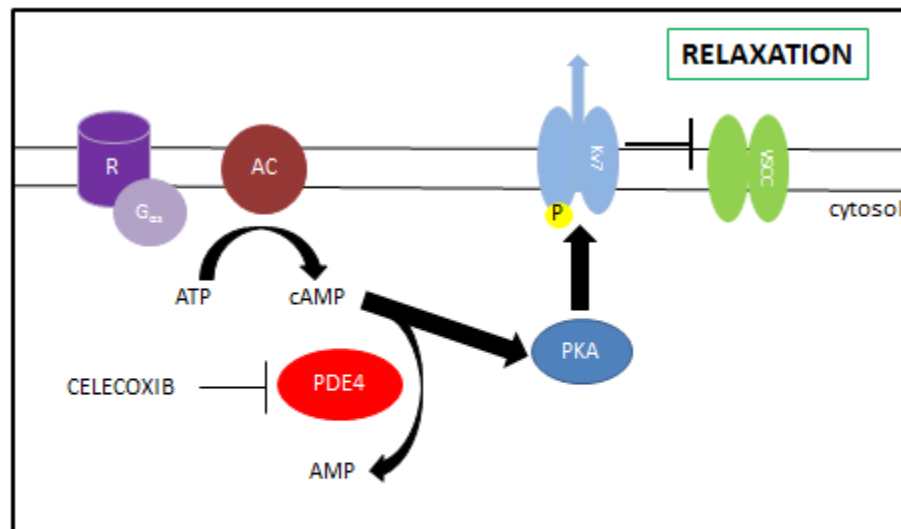 RELAXATION
R
AC
Kv7
VSCC
G
P
cytosol
ATP
cAMP
PKA
CELECOXIB
PDE4
AMP